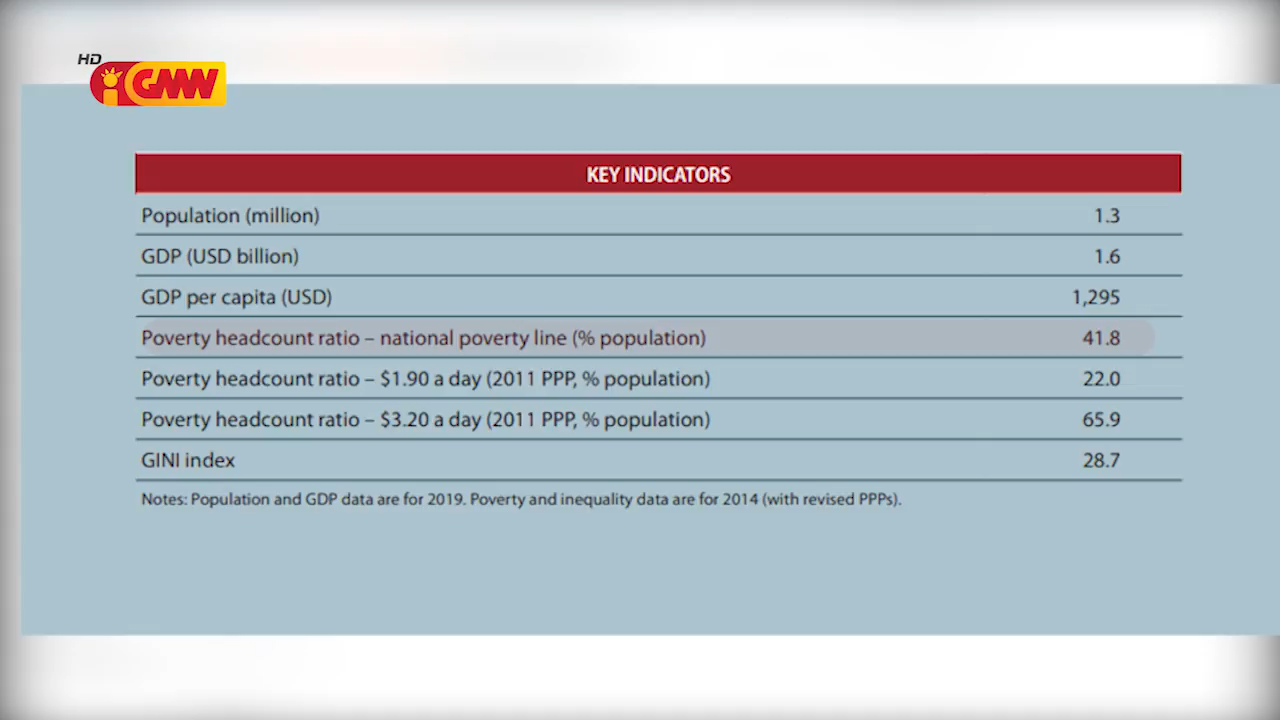 HD
iGMW
KEY INDICATORS
Population (million) 1.3
GDP (USD billion) 1.6
GDP per capita (USD) 1,295
Poverty headcount ratio – national poverty line (% population) 41.8
Poverty headcount ratio – $1.90 a day (2011 PPP, % population) 22.0
Poverty headcount ratio – $3.20 a day (2011 PPP, % population) 65.9
GINI index 28.7
Notes: Population and GDP data are for 2019. Poverty and inequality data are for 2014 (with revised PPPs).